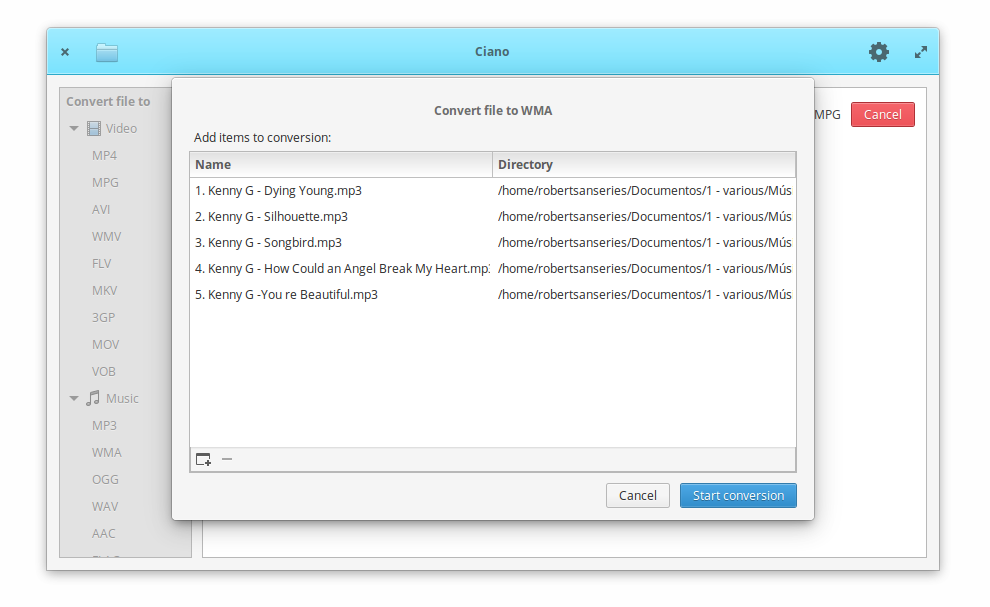 Ciano
Convert file to
Video
MP4
MPG
AVI
WMV
FLV
MKV
3GP
MOV
VOB
Music
MP3
WMA
OGG
WAV
AAC
MPG Cancel
Convert file to WMA
Add items to conversion:
Name Directory
1. Kenny G - Dying Young.mp3 /home/robertsanseries/Documentos/1 - various/Mús
2. Kenny G - Silhouette.mp3 /home/robertsanseries/Documentos/1 - various/Mús
3. Kenny G - Songbird.mp3 /home/robertsanseries/Documentos/1 - various/Mús
4. Kenny G - How Could an Angel Break My Heart.mp /home/robertsanseries/Documentos/1 - various/Mús
5. Kenny G -You re Beautiful.mp3 /home/robertsanseries/Documentos/1 - various/Mús
Cancel Start conversion